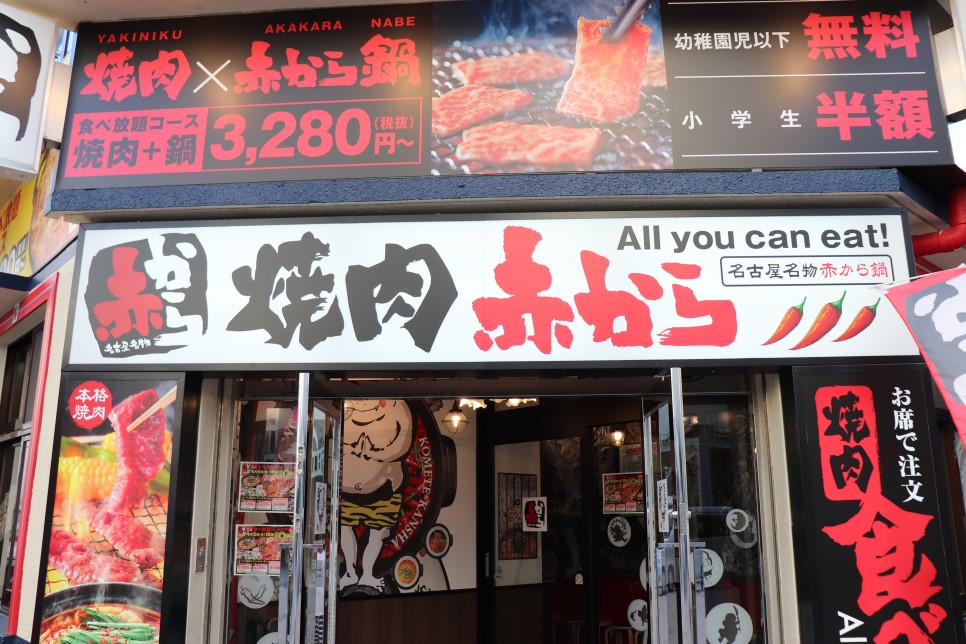 YAKINIKU AKAKARA NABE
焼肉×赤から鍋
食べ放題コース
焼肉+鍋
3,280円〜
(税抜)
幼稚園児以下 無料
小学生 半額
赤から
名古屋名物
焼肉 赤から
All you can eat!
名古屋名物 赤から鍋
本格
焼肉
KOMETE KANSHA
お席で注文
焼肉
食べ
Al